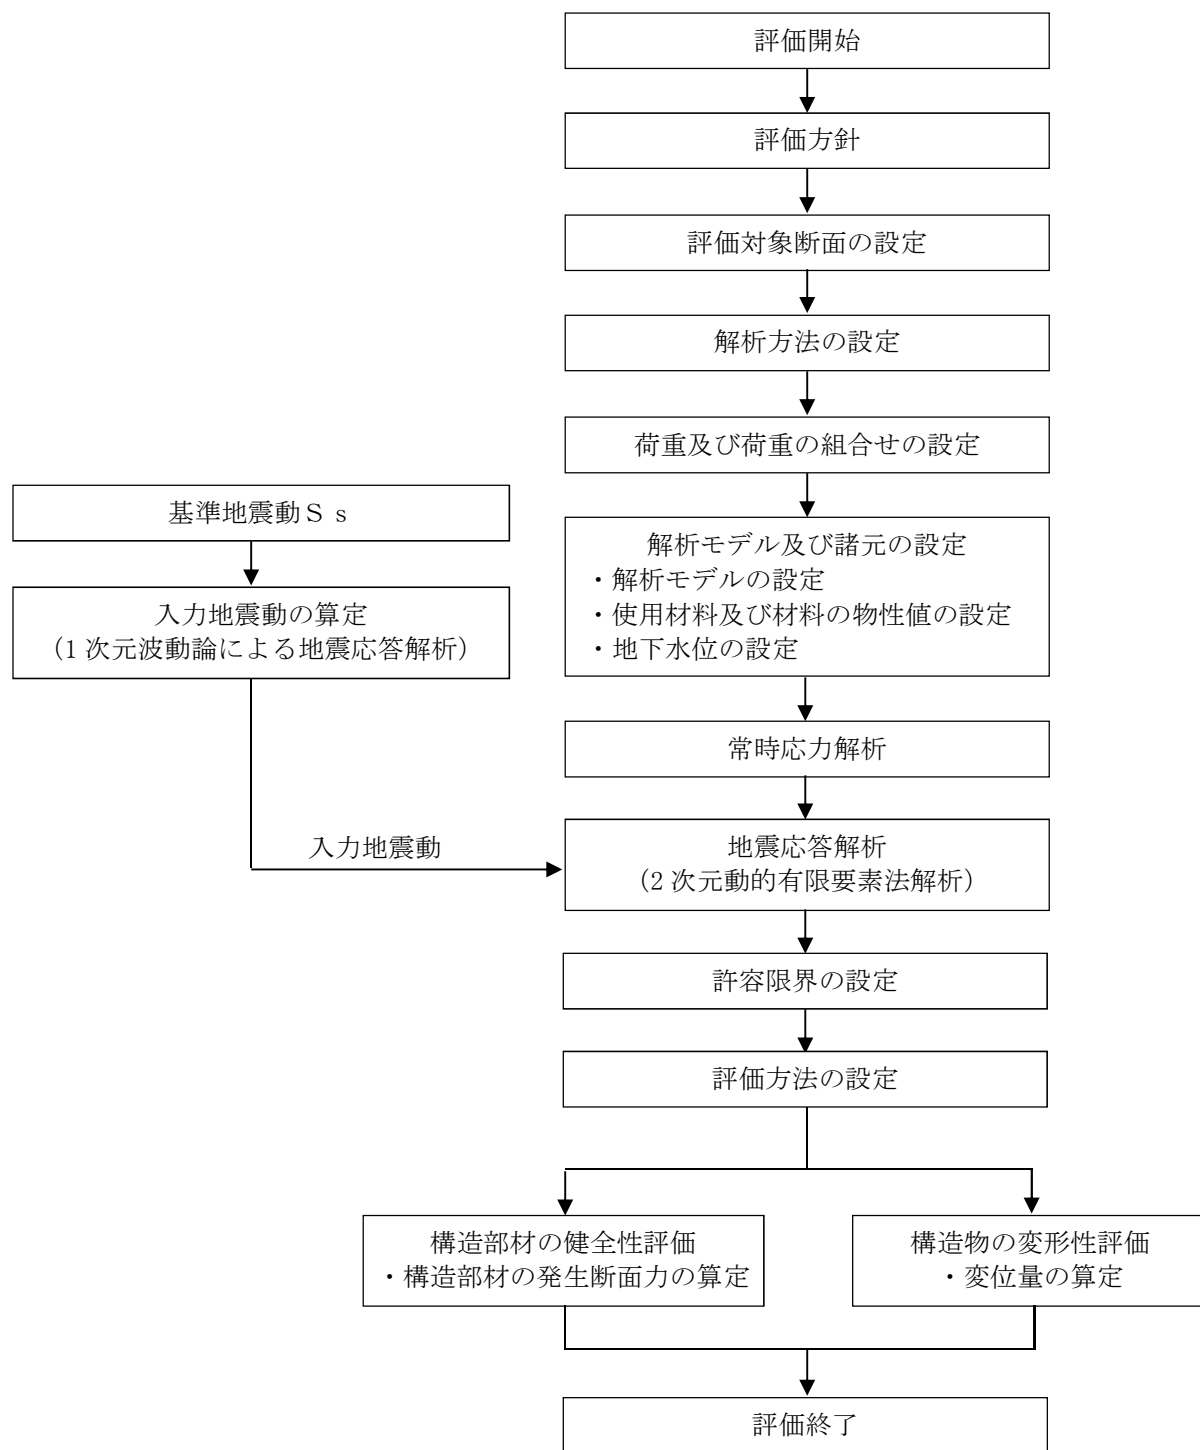 評価開始
評価方針
評価対象断面の設定
解析方法の設定
荷重及び荷重の組合せの設定
基準地震動Ｓｓ
入力地震動の算定
（1 次元波動論による地震応答解析）
解析モデル及び諸元の設定
・解析モデルの設定
・使用材料及び材料の物性値の設定
・地下水位の設定
常時応力解析
入力地震動
地震応答解析
（2 次元動的有限要素法解析）
許容限界の設定
評価方法の設定
構造部材の健全性評価
・構造部材の発生断面力の算定
構造物の変形性評価
・変位量の算定
評価終了